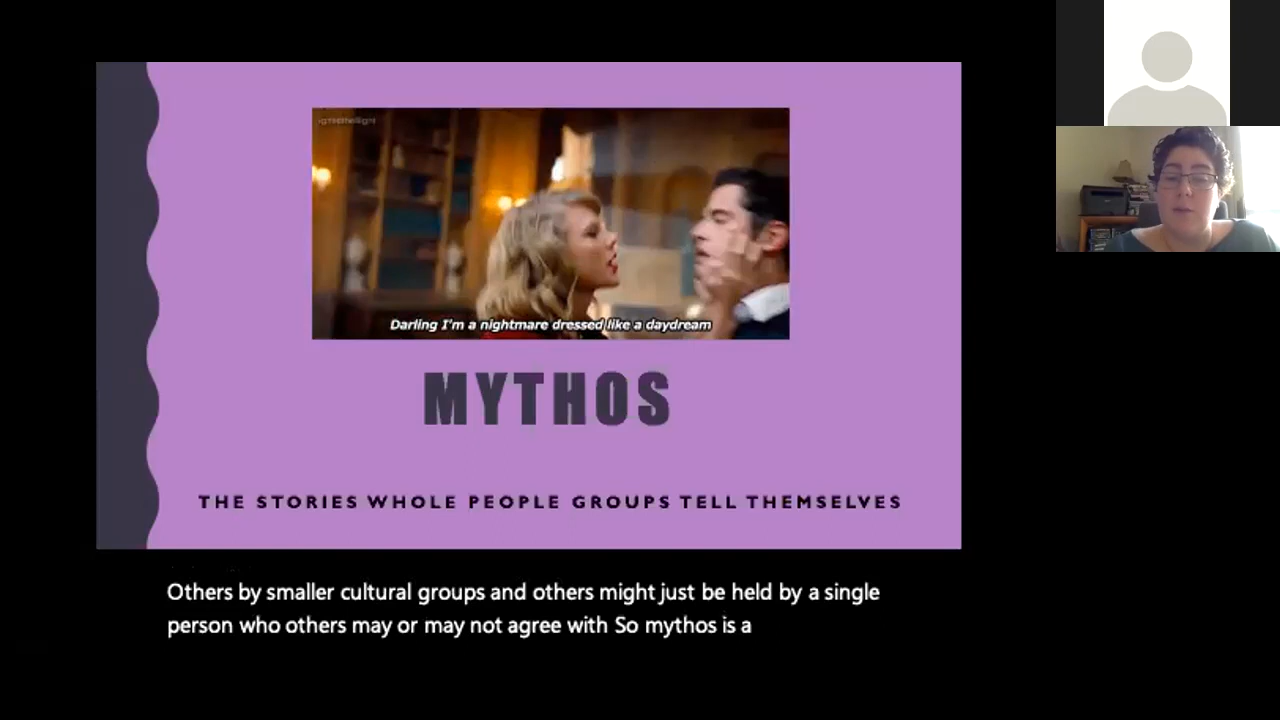 Darling I'm a nightmare dressed like a daydream
MYTHOS
THE STORIES WHOLE PEOPLE GROUPS TELL THEMSELVES
Others by smaller cultural groups and others might just be held by a single
person who others may or may not agree with So mythos is a